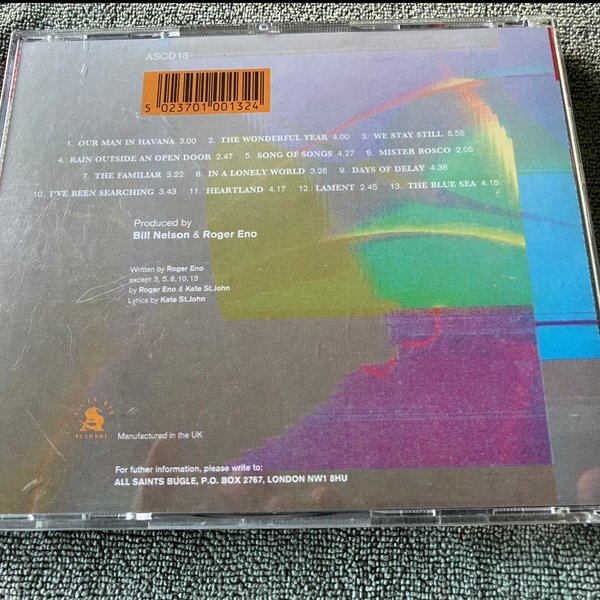 ASCD13
5 023701 001324
1. OUR MAN IN HAVANA 3.00 2. THE WONDERFUL YEAR 4.00 3. WE STAY STILL 5.55
4. RAIN OUTSIDE AN OPEN DOOR 2.47 5. SONG OF SONGS 4.27 6. MISTER BOSCO 2.05
7. THE FAMILIAR 3.22 8. IN A LONELY WORLD 3.26 9. DAYS OF DELAY 4.38
10. I'VE BEEN SEARCHING 3.43 11. HEARTLAND 4.17 12. LAMENT 2.45 13. THE BLUE SEA 4.15
Produced by
Bill Nelson & Roger Eno
Written by Roger Eno
except 3, 5, 8, 10, 13
by Roger Eno & Kate St.John
Lyrics by Kate St.John
RECORDS
Manufactured in the UK
For futher information, please write to:
ALL SAINTS BUGLE, P.O. BOX 2767, LONDON NW1 8HU